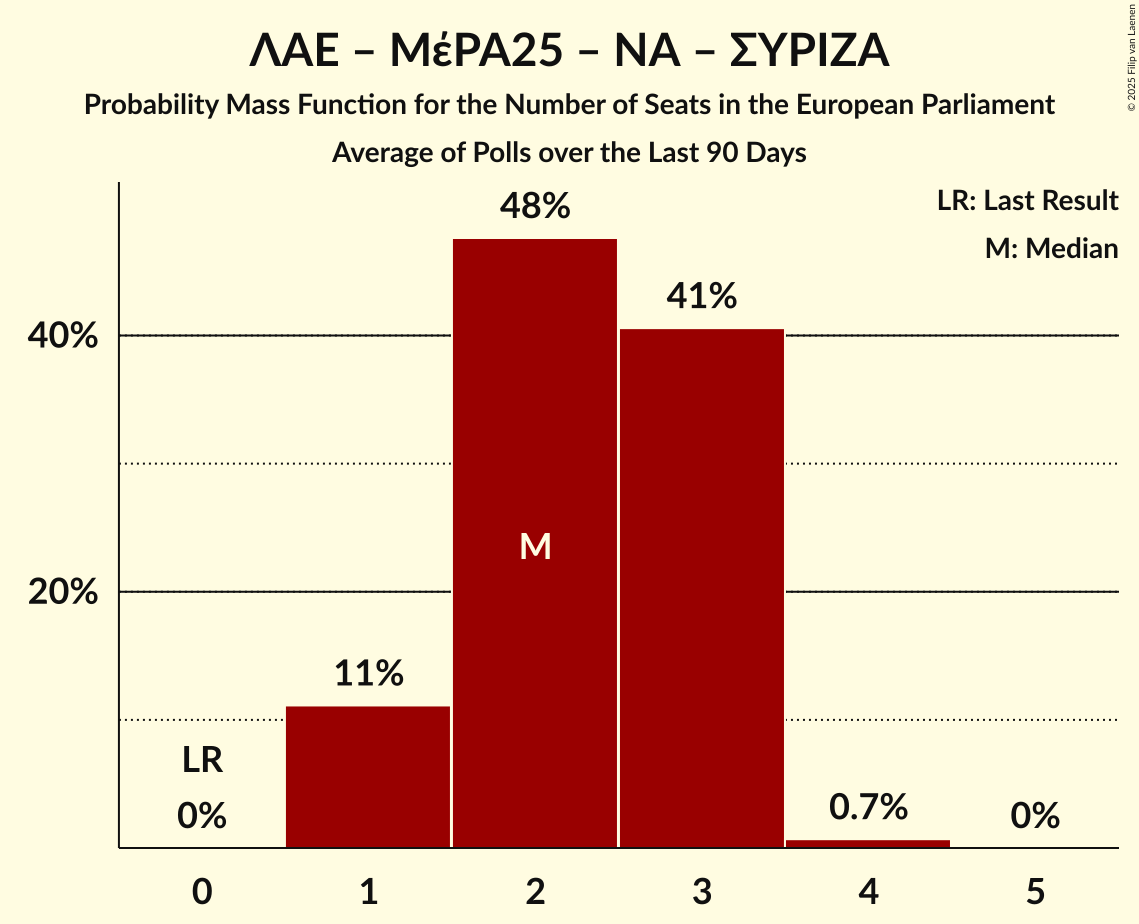 ΛΑΕ – ΜέΡΑ25 – ΝΑ – ΣΥΡΙΖΑ
Probability Mass Function for the Number of Seats in the European Parliament
Average of Polls over the Last 90 Days
© 2025 Filip van Laenen
LR: Last Result
M: Median
48%
41%
40%
M
20%
11%
LR
0%
0.7%
0%
0 1 2 3 4 5